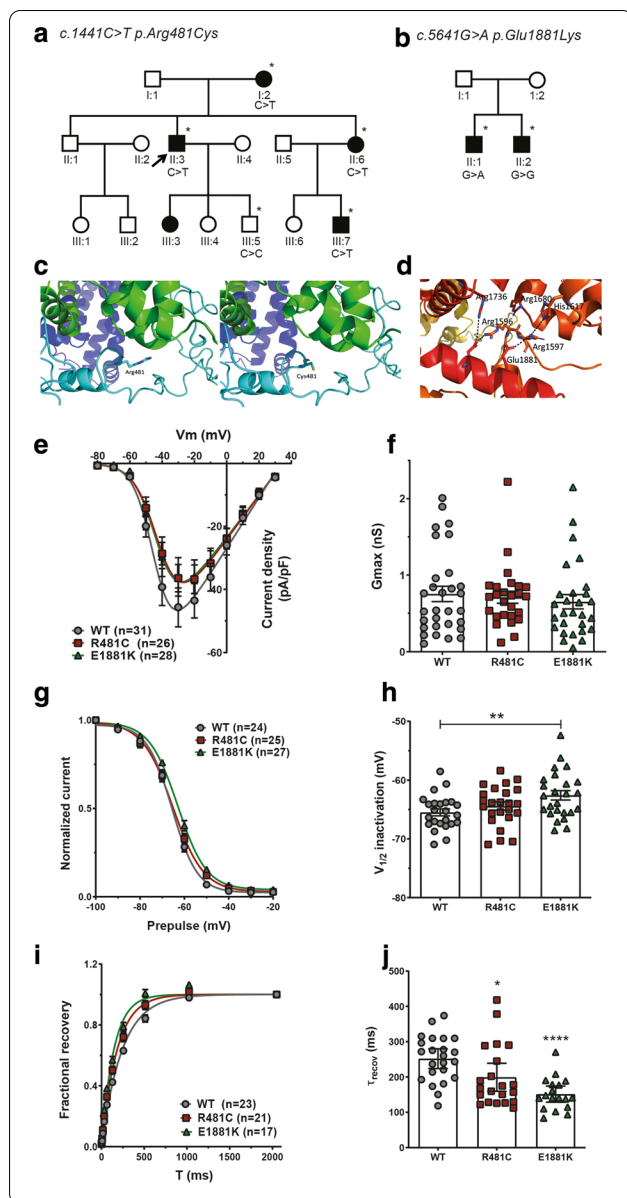 a c.1441C>T p.Arg481Cys
b c.5641G>A p.Glu1881Lys
*
I:1 I:2
C>T
* *
II:1 II:2 II:3 II:4 II:5 II:6
C>T C>T
* *
III:1 III:2 III:3 III:4 III:5 III:6 III:7
C>C C>T
I:1 1:2
* *
II:1 II:2
G>A G>G
c
Arg481
Cys481
d
Arg1736
Arg1680
His1617
Arg1596
Arg1597
Glu1881
e
Vm (mV)
-80 -60 -40 -20 0 20 40
-20
-40
-60
Current density
(pA/pF)
WT (n=31)
R481C (n=26)
E1881K (n=28)
f
Gmax (nS)
2
1
0
WT R481C E1881K
g
Normalized current
1.0
0.5
0.0
-100 -80 -60 -40 -20
Prepulse (mV)
WT (n=24)
R481C (n=25)
E1881K (n=27)
h
V1/2 inactivation (mV)
-50
-60
-70
-80
**
WT R481C E1881K
i
Fractional recovery
1.2
0.8
0.4
0.0
0 500 1000 1500 2000
T (ms)
WT (n=23)
R481C (n=21)
E1881K (n=17)
j
τrecov (ms)
500
400
300
200
100
0
*
****
WT R481C E1881K